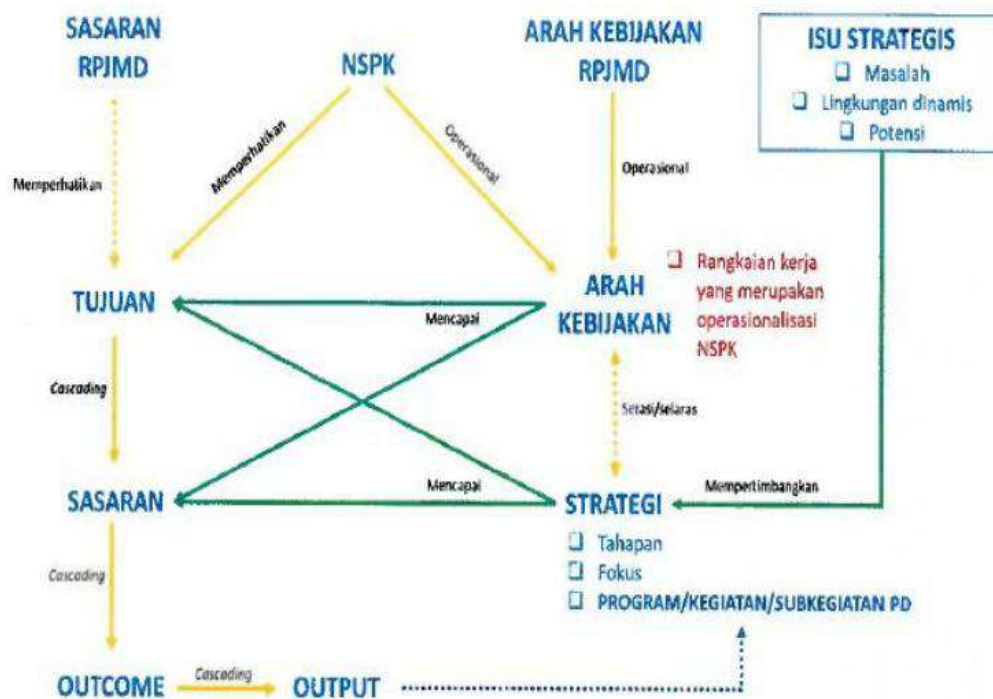 SASARAN
RPJMD
NSPK
ARAH KEBIJAKAN
RPJMD
ISU STRATEGIS
Masalah
Lingkungan dinamis
Potensi
Memperhatikan
Memperhatikan
Operasional
Operasional
TUJUAN
Mencapai
ARAH
KEBIJAKAN
Rangkaian kerja
yang merupakan
operasionalisasi
NSPK
Cascading
Serasi/selaras
SASARAN
Mencapai
STRATEGI
Mempertimbangkan
Tahapan
Fokus
PROGRAM/KEGIATAN/SUBKEGIATAN PD
Cascading
OUTCOME
Cascading
OUTPUT